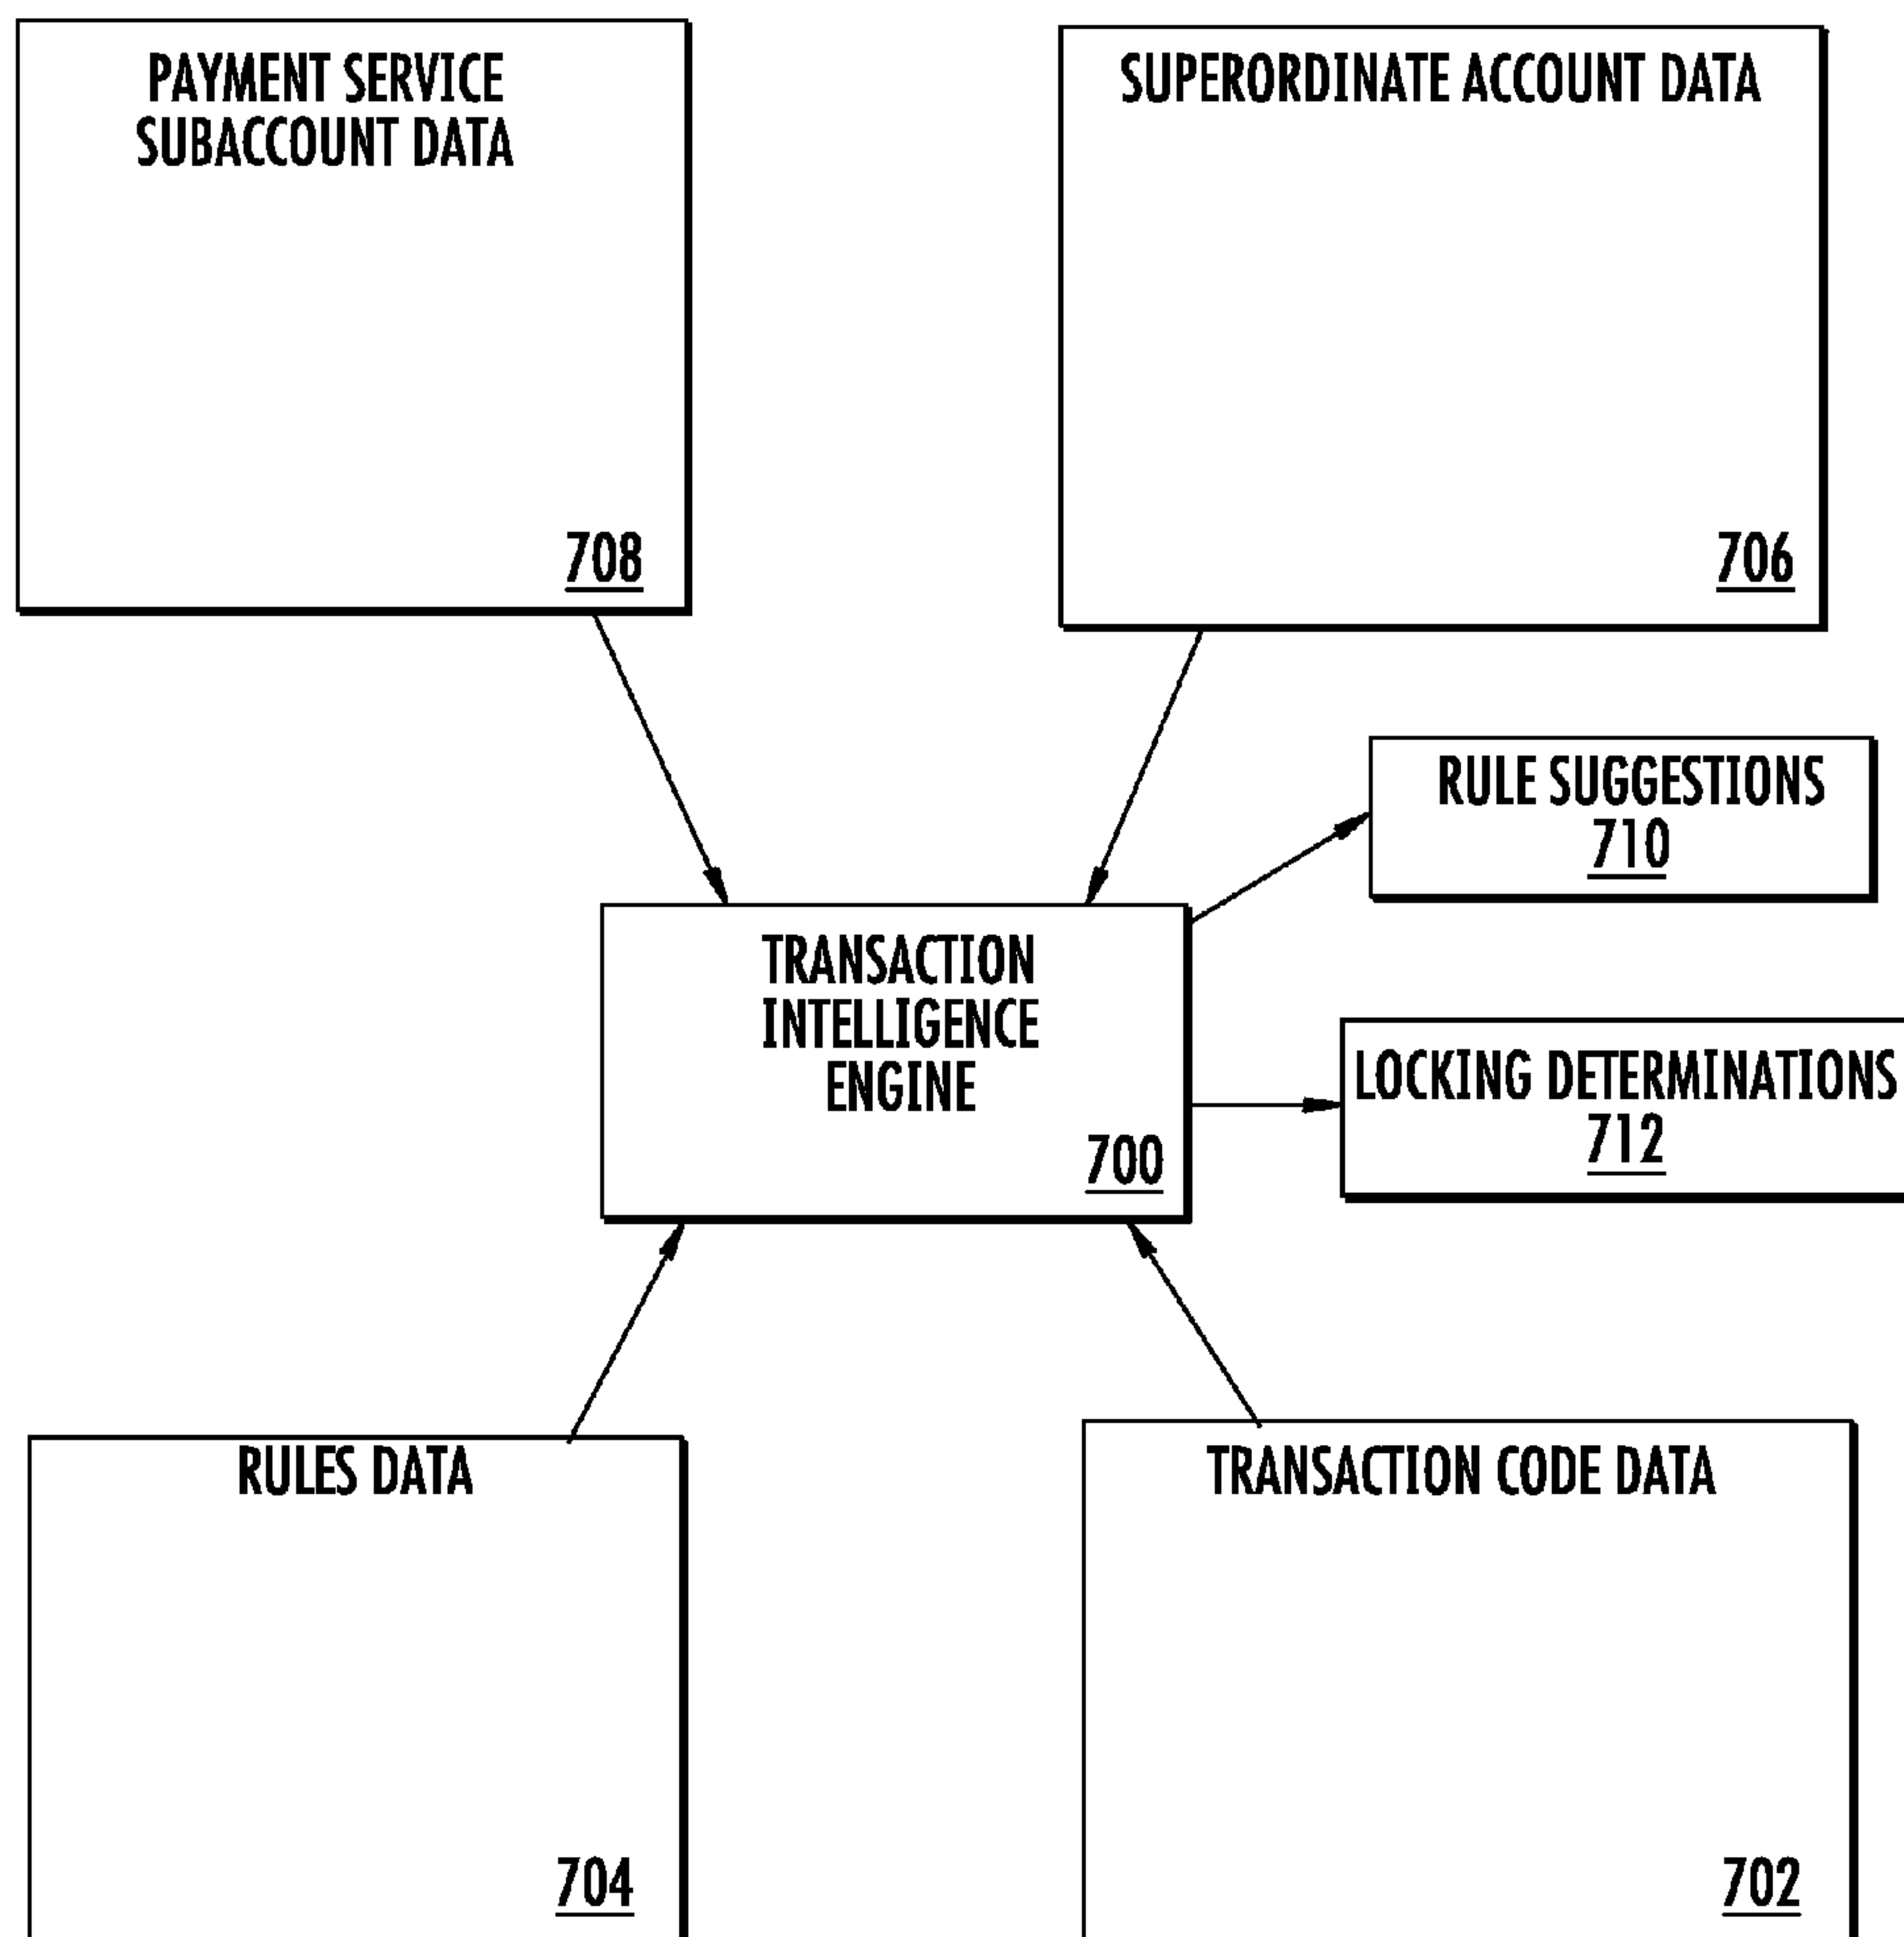 PAYMENT SERVICE
SUBACCOUNT DATA
708
SUPERORDINATE ACCOUNT DATA
706
RULE SUGGESTIONS
710
TRANSACTION
INTELLIGENCE
ENGINE
700
LOCKING DETERMINATIONS
712
RULES DATA
704
TRANSACTION CODE DATA
702